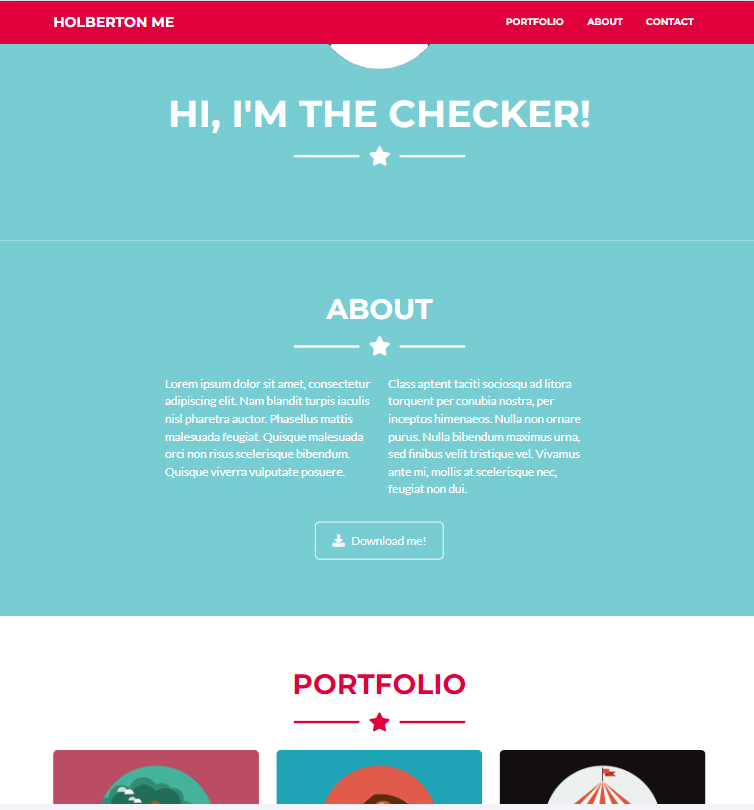 HOLBERTON ME
PORTFOLIO ABOUT CONTACT
HI, I'M THE CHECKER!
ABOUT
Lorem ipsum dolor sit amet, consectetur
adipiscing elit. Nam blandit turpis iaculis
nisl pharetra auctor. Phasellus mattis
malesuada feugiat. Quisque malesuada
orci non risus scelerisque bibendum.
Quisque viverra vulputate posuere.
Class aptent taciti sociosqu ad litora
torquent per conubia nostra, per
inceptos himenaeos. Nulla non ornare
purus. Nulla bibendum maximus urna,
sed finibus velit tristique vel. Vivamus
ante mi, mollis at scelerisque nec,
feugiat non dui.
Download me!
PORTFOLIO